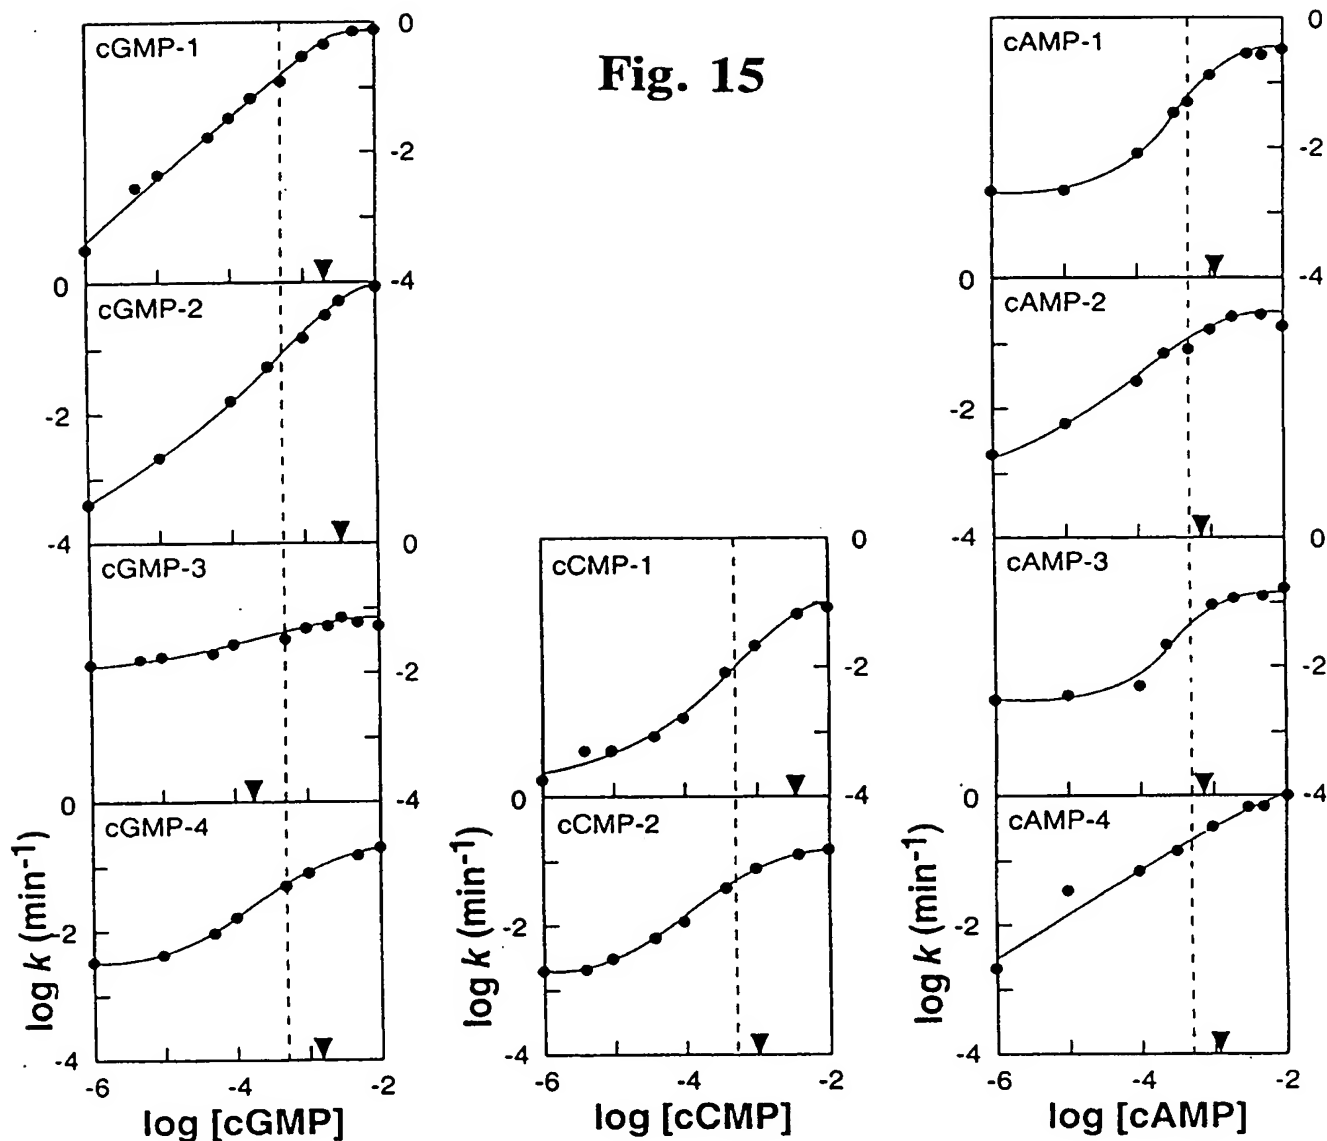 Fig. 15
cGMP-1
0
-2
-4
cGMP-2
0
-2
-4
cGMP-3
0
-2
-4
cGMP-4
0
-2
-4
log k (min⁻¹)
-6 -4 -2
log [cGMP]
cCMP-1
0
-2
-4
cCMP-2
0
-2
-4
log k (min⁻¹)
-6 -4 -2
log [cCMP]
cAMP-1
0
-2
-4
cAMP-2
0
-2
-4
cAMP-3
0
-2
-4
cAMP-4
0
-2
-4
log k (min⁻¹)
-6 -4 -2
log [cAMP]